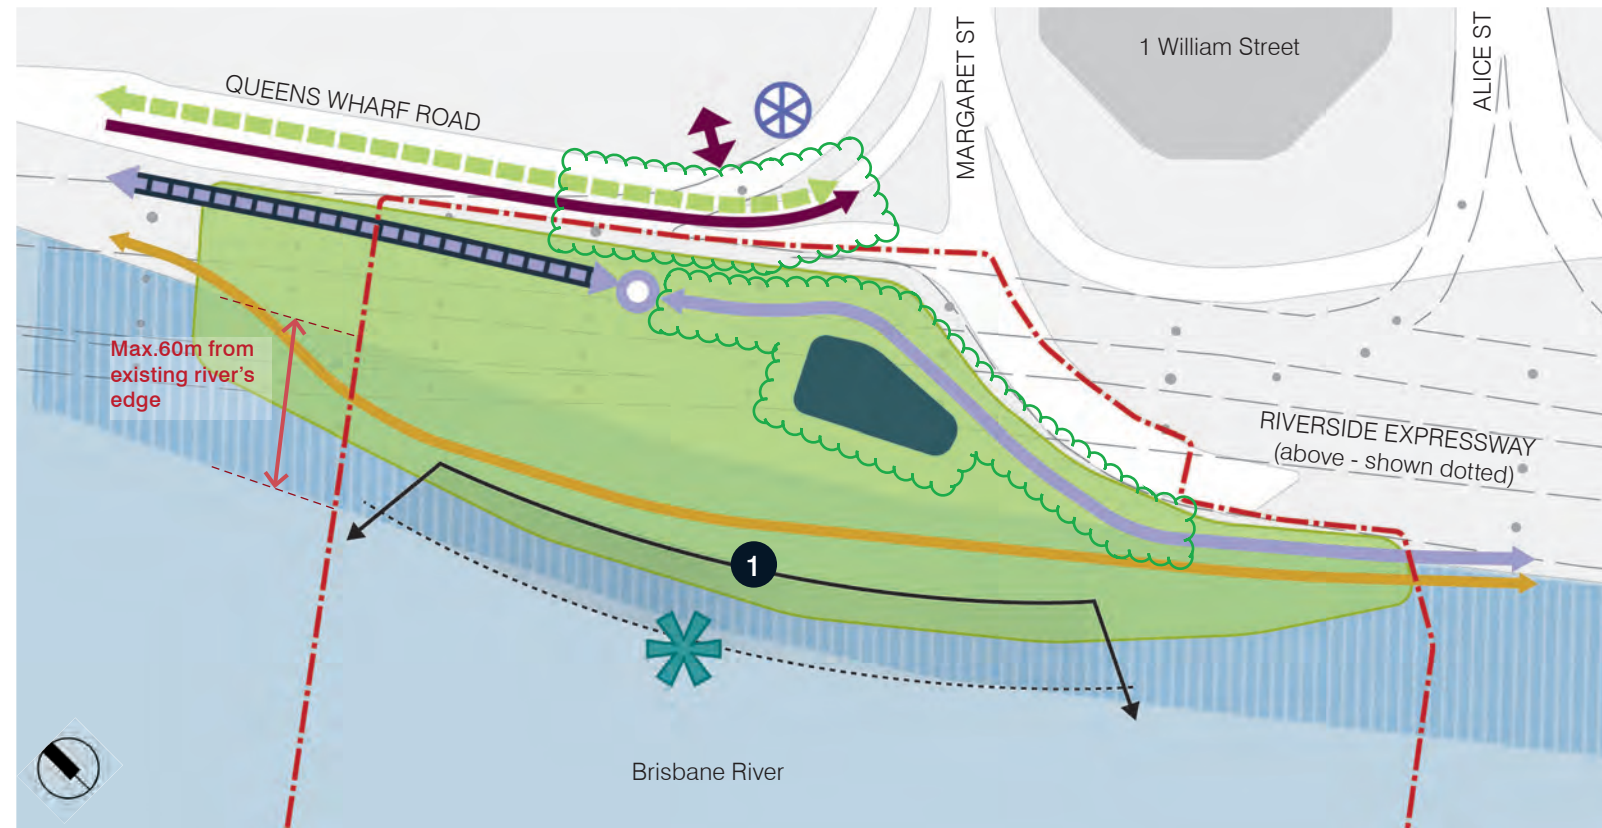 QUEENS WHARF ROAD
MARGARET ST
1 William Street
ALICE ST
Max.60m from
existing river's
edge
RIVERSIDE EXPRESSWAY
(above - shown dotted)
1
Brisbane River